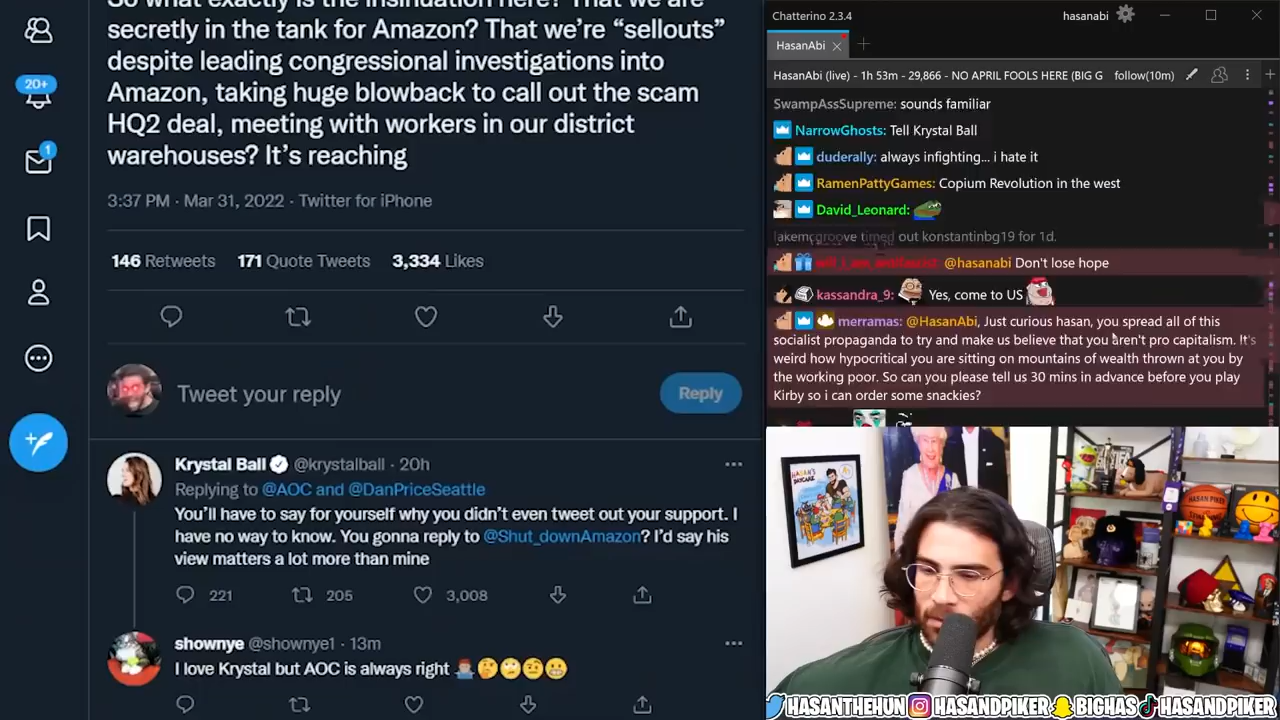 So what exactly is the insinuation here? That we are
secretly in the tank for Amazon? That we're “sellouts”
despite leading congressional investigations into
Amazon, taking huge blowback to call out the scam
HQ2 deal, meeting with workers in our district
warehouses? It's reaching
3:37 PM · Mar 31, 2022 · Twitter for iPhone
146 Retweets 171 Quote Tweets 3,334 Likes
Tweet your reply
Reply
Krystal Ball @krystalball · 20h
Replying to @AOC and @DanPriceSeattle
You'll have to say for yourself why you didn't even tweet out your support. I
have no way to know. You gonna reply to @Shut_downAmazon? I'd say his
view matters a lot more than mine
221 205 3,008
shownye @shownye1 · 13m
I love Krystal but AOC is always right 🤷🏽‍♂️🤔🙄🤨😬
20+
1
Chatterino 2.3.4
hasanabi
HasanAbi
HasanAbi (live) - 1h 53m - 29,866 - NO APRIL FOOLS HERE (BIG G
follow(10m)
SwampAssSupreme: sounds familiar
NarrowGhosts: Tell Krystal Ball
duderally: always infighting... i hate it
RamenPattyGames: Copium Revolution in the west
David_Leonard:
lakemcgroove timed out konstantinbg19 for 1d.
will_i_am_antifascist: @hasanabi Don't lose hope
kassandra_9: Yes, come to US
merramas: @HasanAbi, Just curious hasan, you spread all of this
socialist propaganda to try and make us believe that you aren't pro capitalism. It's
weird how hypocritical you are sitting on mountains of wealth thrown at you by
the working poor. So can you please tell us 30 mins in advance before you play
Kirby so i can order some snackies?
HASAN'S
DAYCARE
HASAN PIKER
HASANTHEHUN HASANDPIKER BIGHAS HASANDPIKER